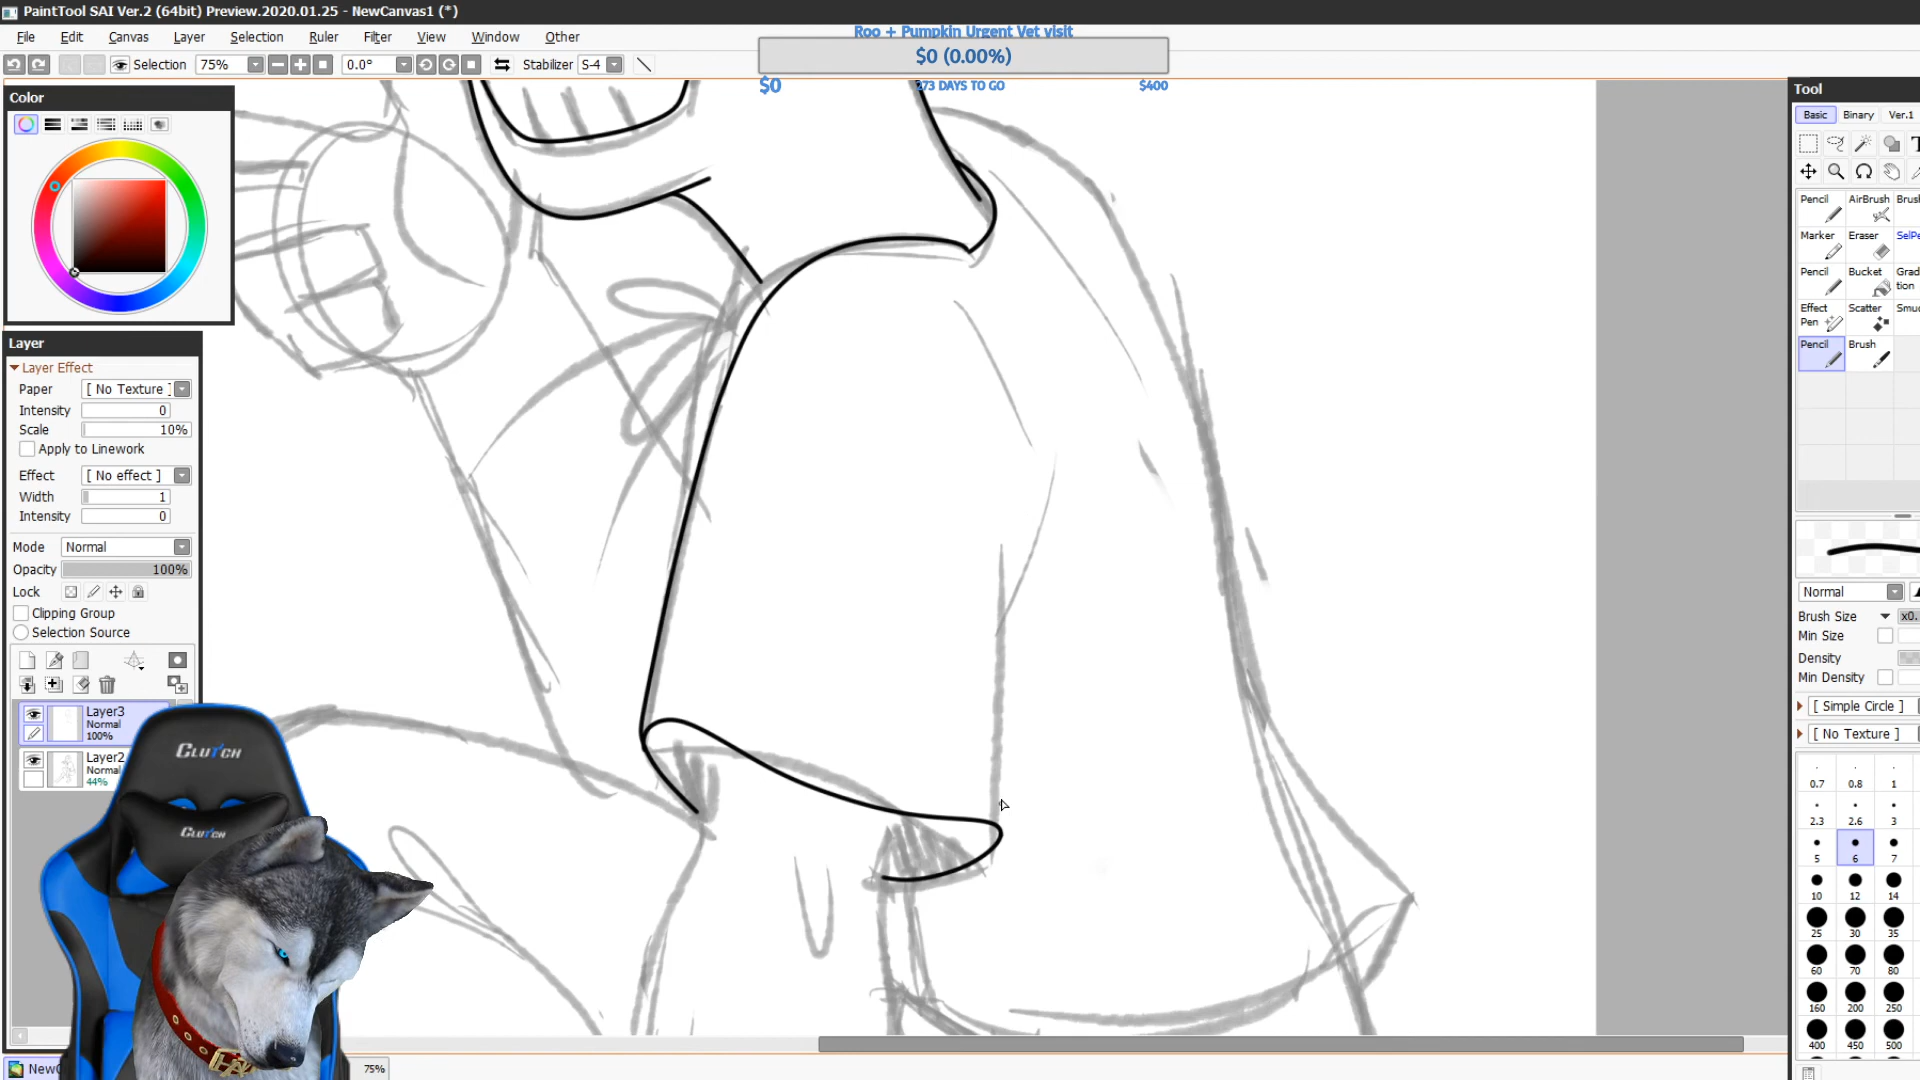 PaintTool SAI Ver.2 (64bit) Preview.2020.01.25 - NewCanvas1 (*)
File Edit Canvas Layer Selection Ruler Filter View Window Other
Roo + Pumpkin Urgent Vet visit
$0 (0.00%)
$0 273 DAYS TO GO $400
Selection 75% 0.0° Stabilizer S-4
Color
Layer
Layer Effect
Paper [ No Texture ]
Intensity 0
Scale 10%
Apply to Linework
Effect [ No effect ]
Width 1
Intensity 0
Mode Normal
Opacity 100%
Lock
Clipping Group
Selection Source
Layer3
Normal
100%
Layer2
Normal
44%
CLUTCH
CLUTCH
75%
Tool
Basic Binary Ver.1
Pencil AirBrush
Marker Eraser
Pencil Bucket
Effect Pen Scatter
Pencil Brush
Normal
Brush Size x0.
Min Size
Density
Min Density
[ Simple Circle ]
[ No Texture ]
0.7 0.8 1
2.3 2.6 3
5 6 7
10 12 14
25 30 35
60 70 80
160 200 250
400 450 500